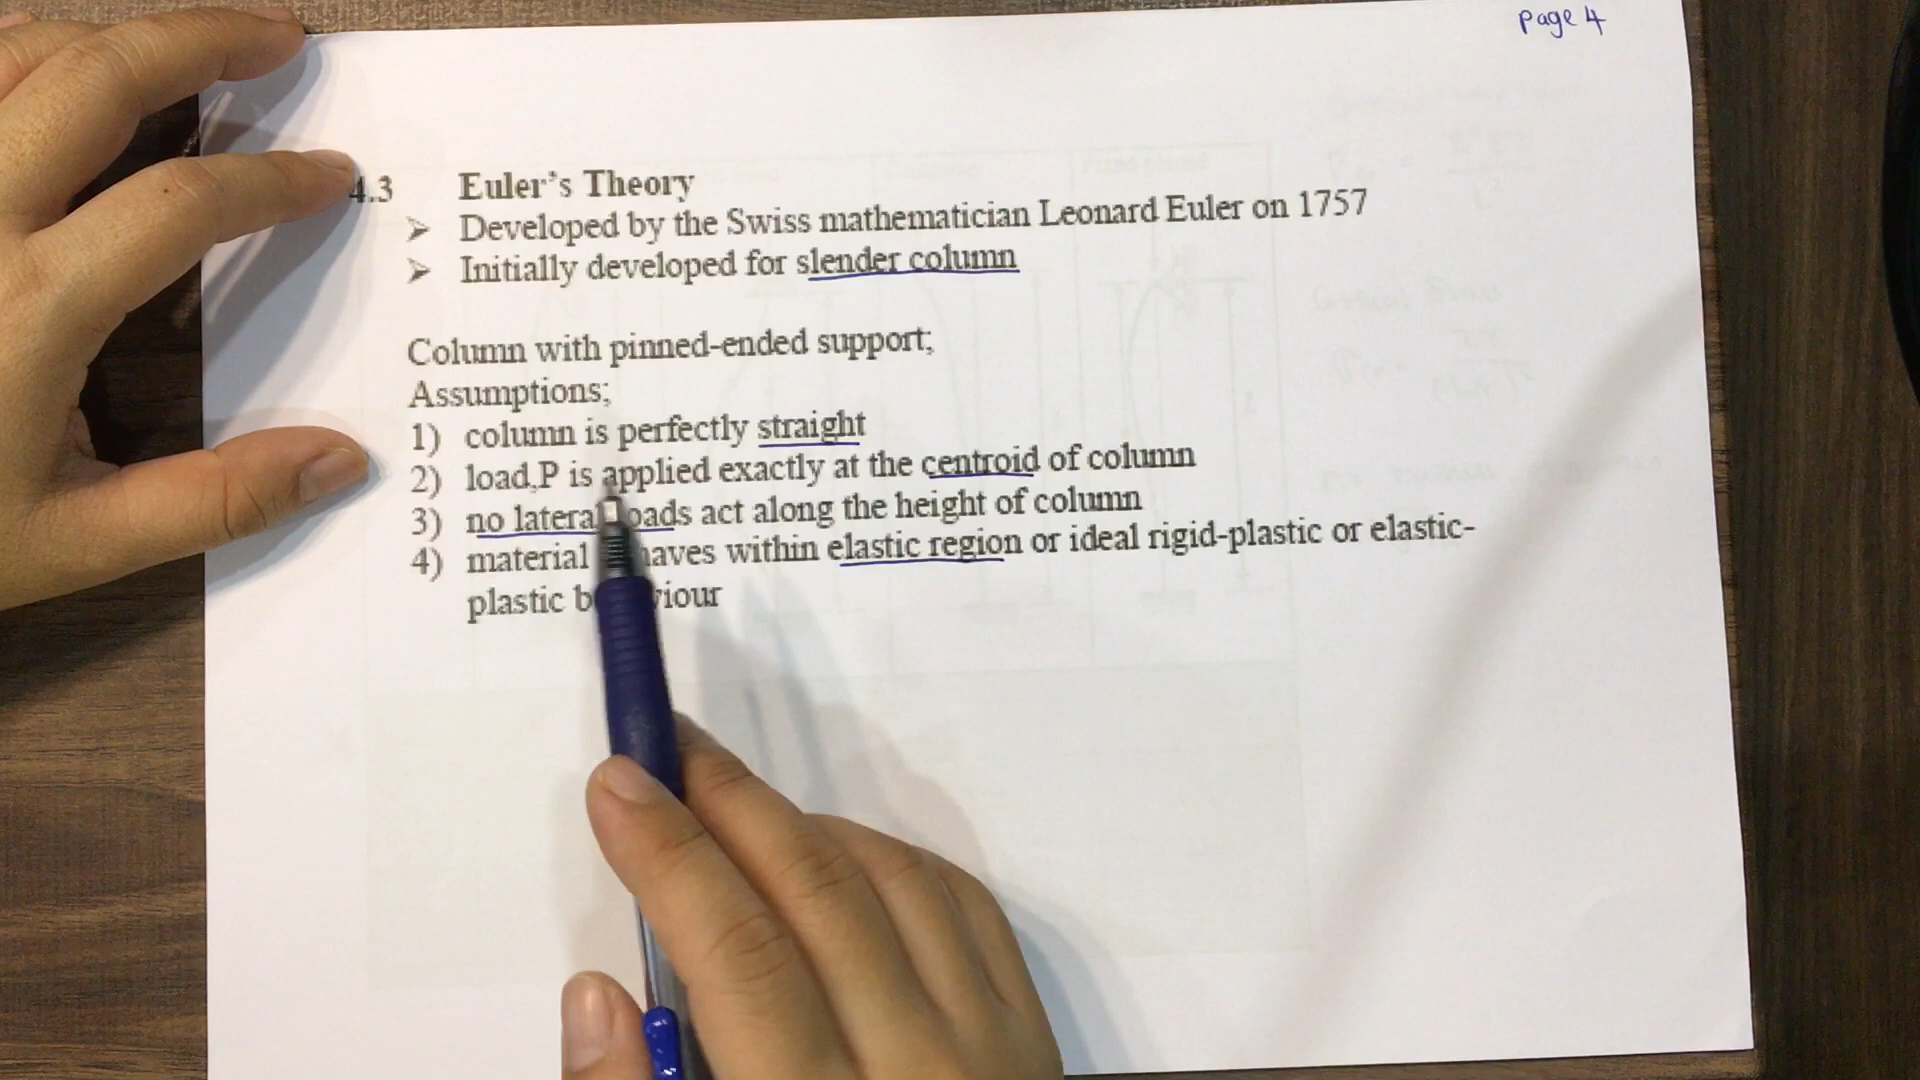 Page 4
4.3 Euler's Theory
➢ Developed by the Swiss mathematician Leonard Euler on 1757
➢ Initially developed for slender column
Column with pinned-ended support;
Assumptions;
1) column is perfectly straight
2) load,P is applied exactly at the centroid of column
3) no lateral loads act along the height of column
4) material behaves within elastic region or ideal rigid-plastic or elastic-
plastic behaviour